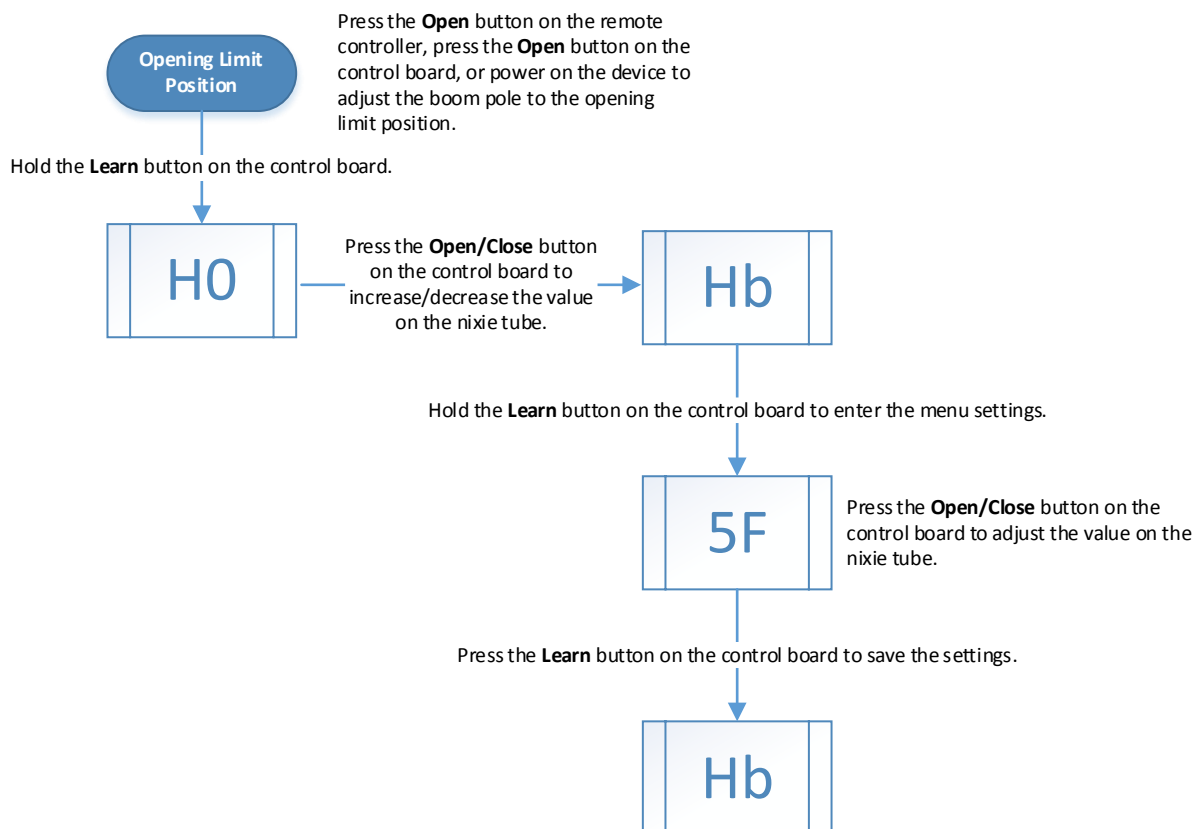 Press the Open button on the remote
controller, press the Open button on the
control board, or power on the device to
adjust the boom pole to the opening
limit position.
Opening Limit
Position
Hold the Learn button on the control board.
H0
Press the Open/Close button
on the control board to
increase/decrease the value
on the nixie tube.
Hb
Hold the Learn button on the control board to enter the menu settings.
5F
Press the Open/Close button on the
control board to adjust the value on the
nixie tube.
Press the Learn button on the control board to save the settings.
Hb